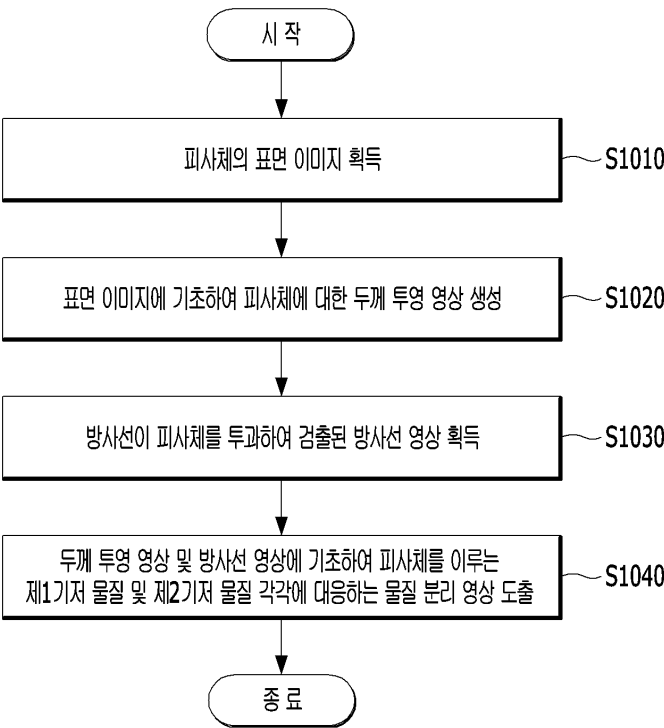 시 작
피사체의 표면 이미지 획득
S1010
표면 이미지에 기초하여 피사체에 대한 두께 투영 영상 생성
S1020
방사선이 피사체를 투과하여 검출된 방사선 영상 획득
S1030
두께 투영 영상 및 방사선 영상에 기초하여 피사체를 이루는
제1기저 물질 및 제2기저 물질 각각에 대응하는 물질 분리 영상 도출
S1040
종 료